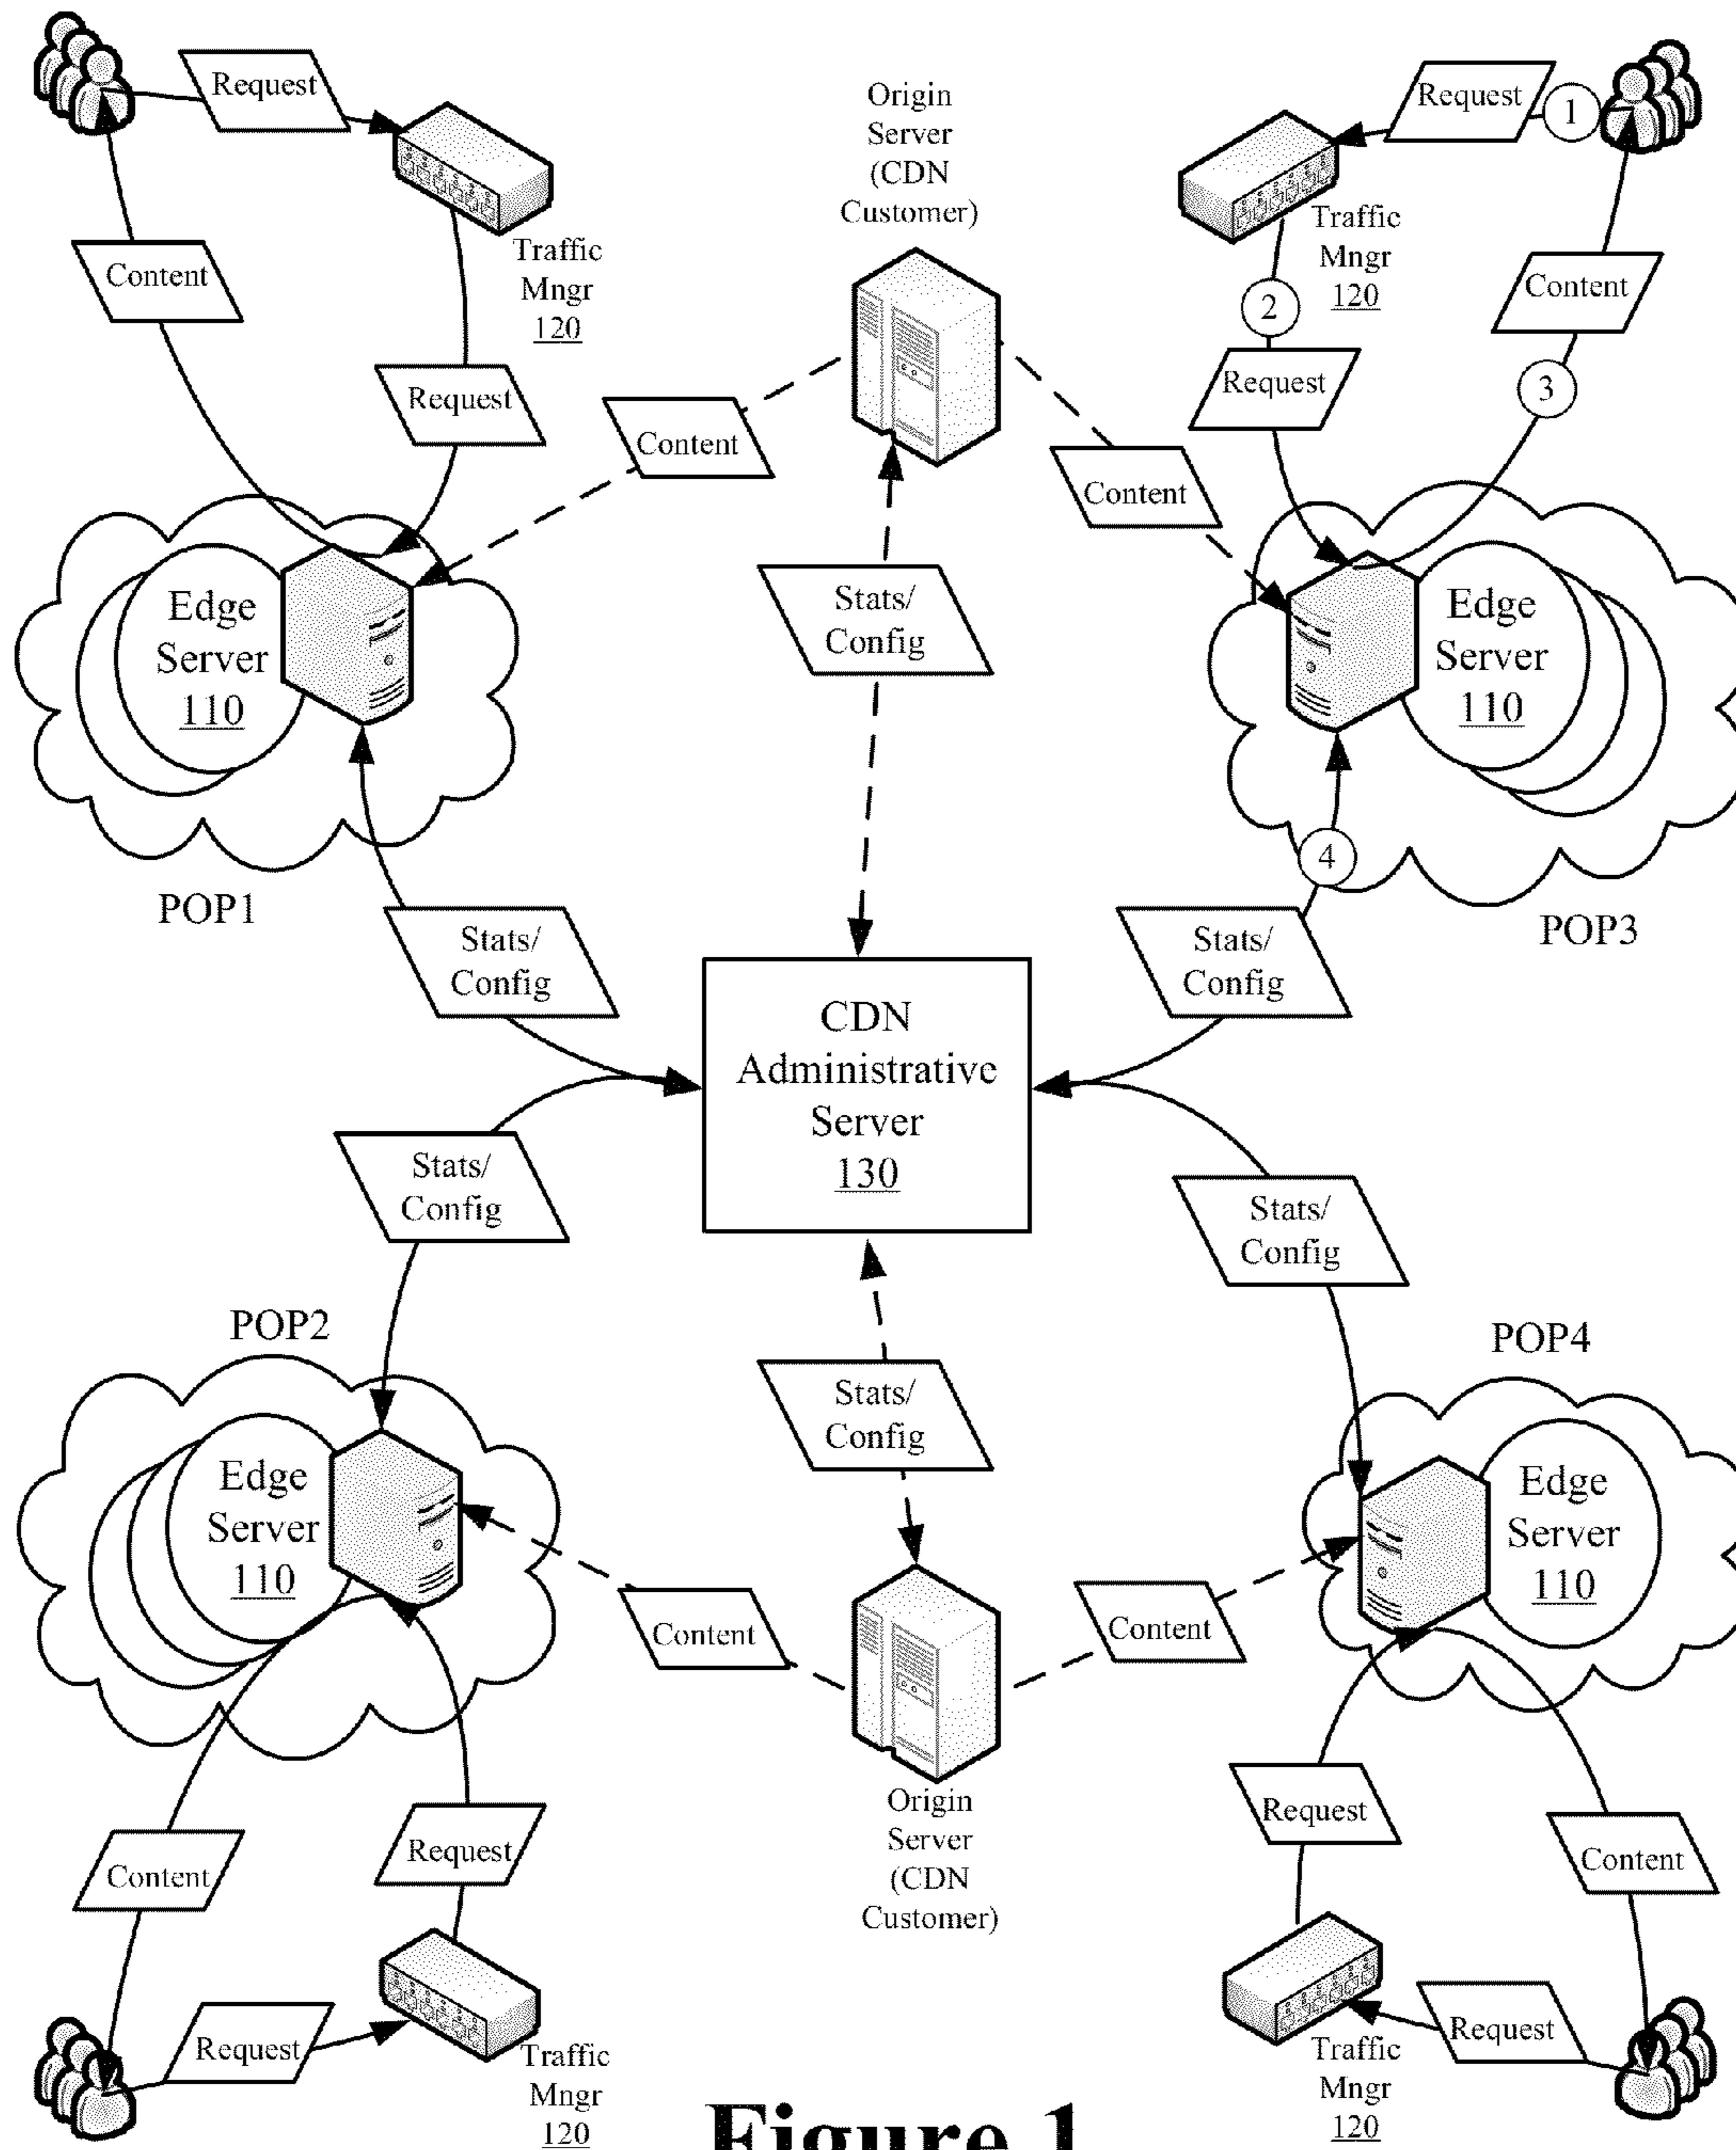 Request
Origin
Server
(CDN
Customer)
Request
1
Traffic
Mngr
120
Traffic
Mngr
120
Content
Content
2
Request
3
Request
Content
Content
Stats/
Config
Edge
Server
110
Edge
Server
110
4
POP1
POP3
Stats/
Config
Stats/
Config
CDN
Administrative
Server
130
Stats/
Config
Stats/
Config
POP2
POP4
Stats/
Config
Edge
Server
110
Edge
Server
110
Content
Content
Origin
Server
(CDN
Customer)
Request
Request
Content
Content
Request
Request
Traffic
Mngr
120
Traffic
Mngr
120
Figure 1